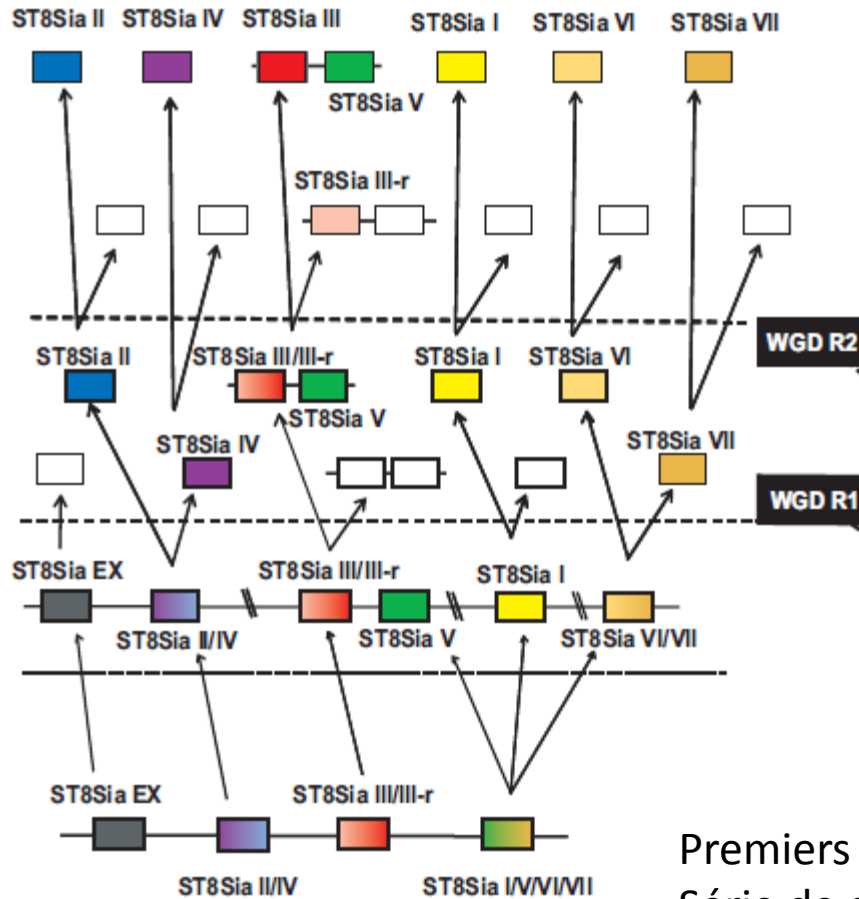 ST8Sia II ST8Sia IV ST8Sia III ST8Sia I ST8Sia VI ST8Sia VII
ST8Sia V
ST8Sia III-r
WGD R2
ST8Sia II ST8Sia III/III-r ST8Sia I ST8Sia VI
ST8Sia V
ST8Sia IV ST8Sia VII
WGD R1
ST8Sia EX ST8Sia III/III-r ST8Sia I
ST8Sia II/IV ST8Sia V ST8Sia VI/VII
ST8Sia EX ST8Sia III/III-r
Premiers
ST8Sia II/IV ST8Sia I/V/VI/VII